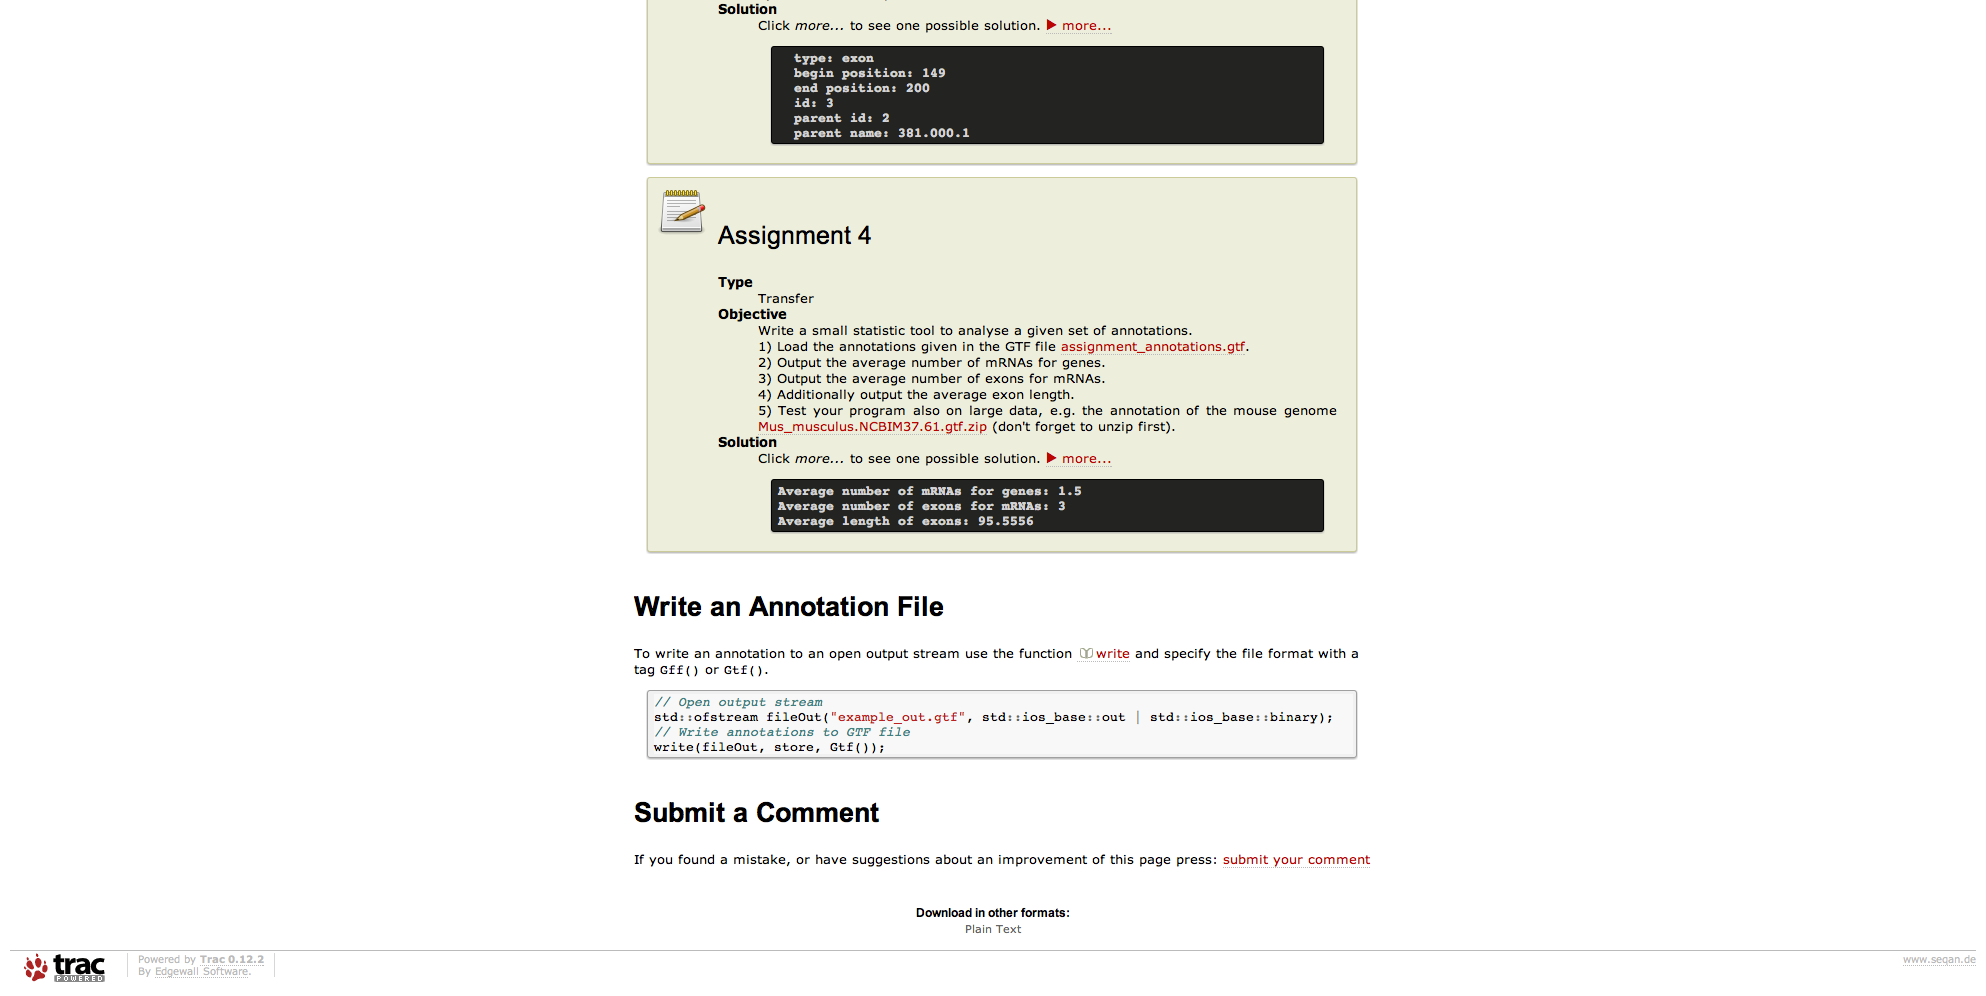 Solution
Click more... to see one possible solution. ▶ more...
type: exon
begin position: 149
end position: 200
id: 3
parent id: 2
parent name: 381.000.1
Assignment 4
Type
Transfer
Objective
Write a small statistic tool to analyse a given set of annotations.
1) Load the annotations given in the GTF file assignment_annotations.gtf.
2) Output the average number of mRNAs for genes.
3) Output the average number of exons for mRNAs.
4) Additionally output the average exon length.
5) Test your program also on large data, e.g. the annotation of the mouse genome
Mus_musculus.NCBIM37.61.gtf.zip (don't forget to unzip first).
Solution
Click more... to see one possible solution. ▶ more...
Average number of mRNAs for genes: 1.5
Average number of exons for mRNAs: 3
Average length of exons: 95.5556
Write an Annotation File
To write an annotation to an open output stream use the function write and specify the file format with a
tag Gff() or Gtf().
// Open output stream
std::ofstream fileOut("example_out.gtf", std::ios_base::out | std::ios_base::binary);
// Write annotations to GTF file
write(fileOut, store, Gtf());
Submit a Comment
If you found a mistake, or have suggestions about an improvement of this page press: submit your comment
Download in other formats:
Plain Text
trac
POWERED
Powered by Trac 0.12.2
By Edgewall Software.
www.seqan.de